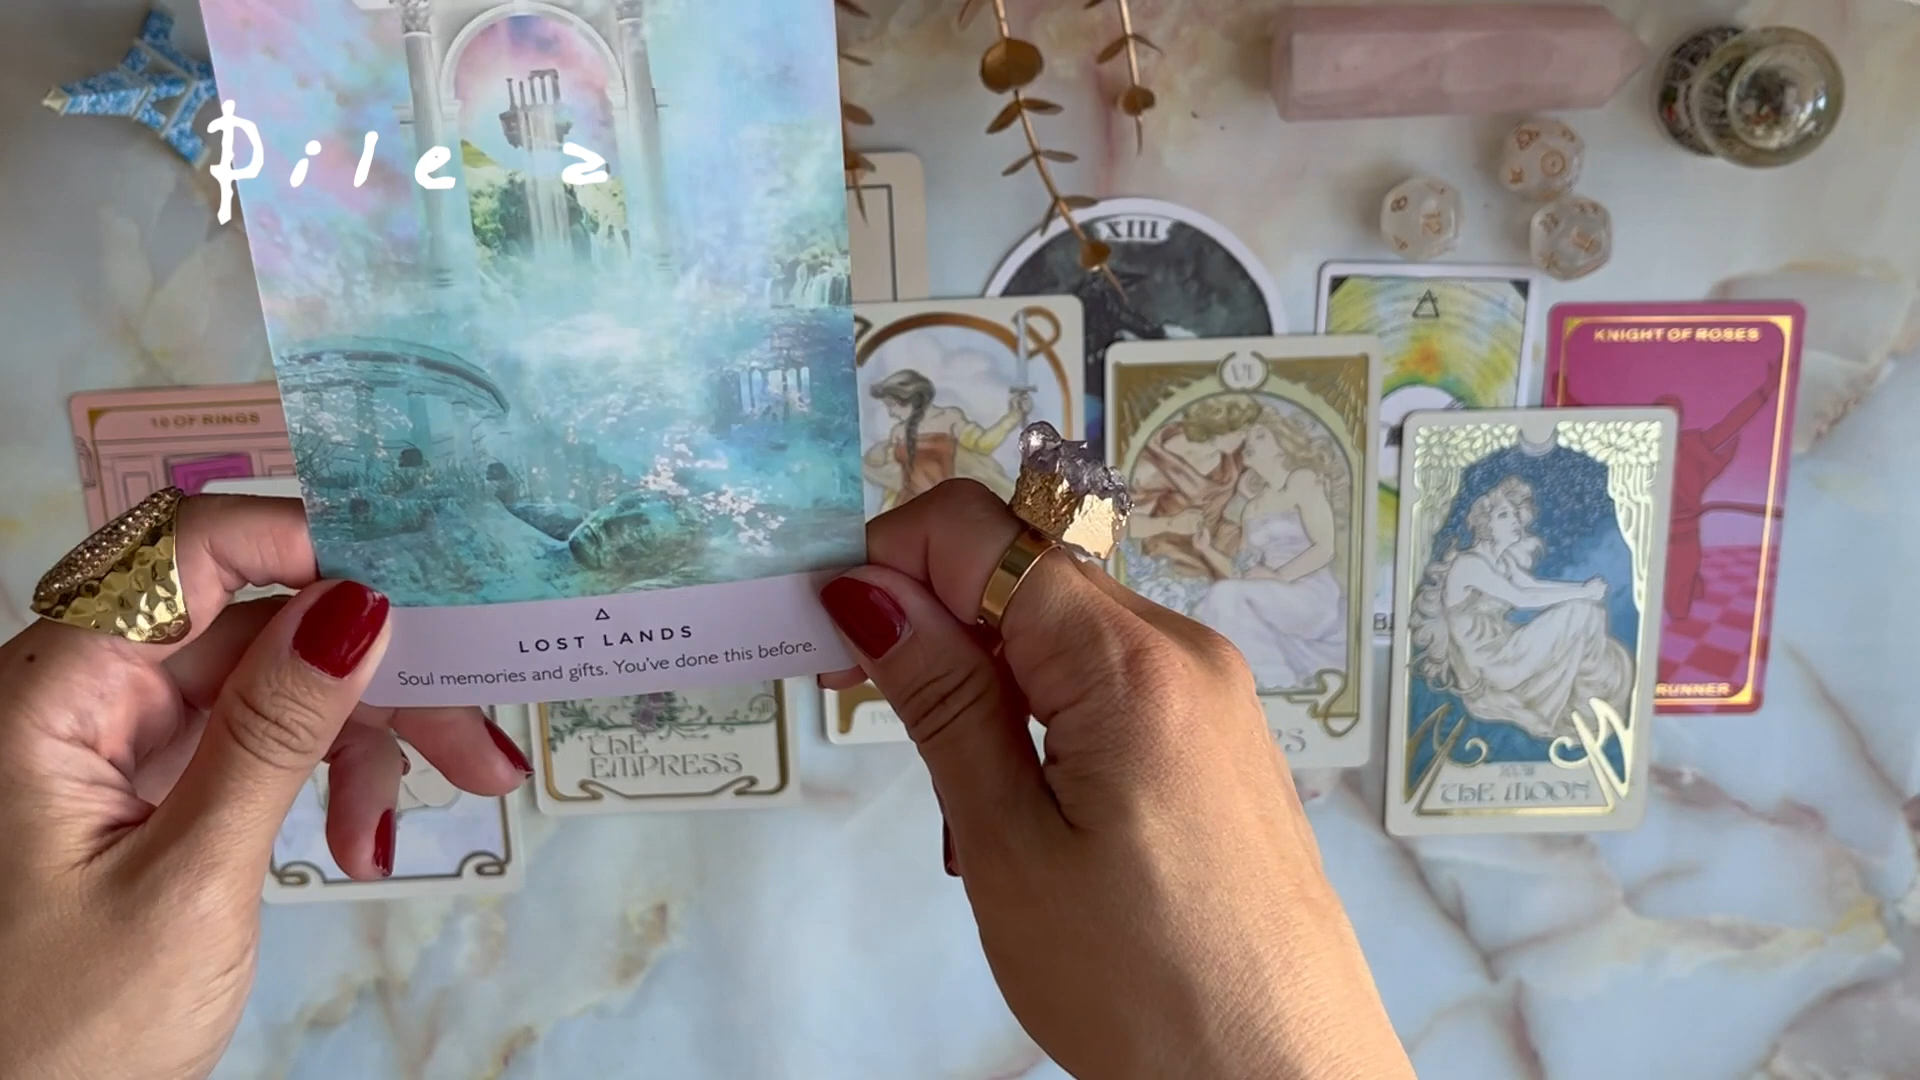 Pile 2
XIII
KNIGHT OF ROSES
VI
10 OF RINGS
LOST LANDS
Soul memories and gifts. You've done this before.
RUNNER
THE
EMPRESS
THE MOON